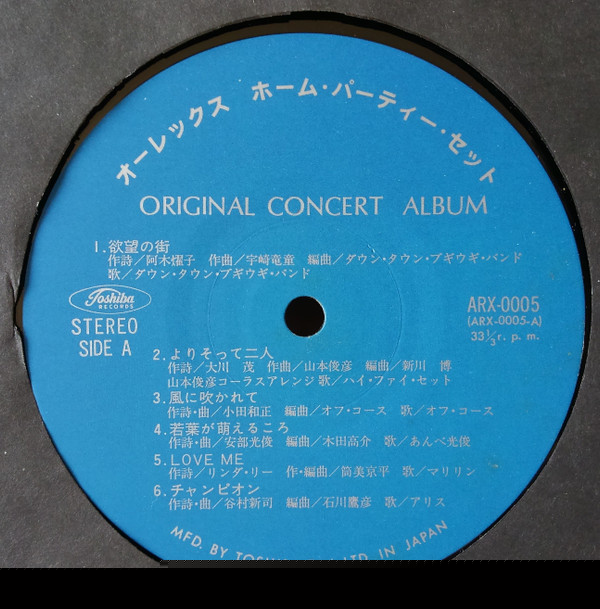 オーレックス ホーム・パーティー・セット
ORIGINAL CONCERT ALBUM
1.欲望の街
作詩／阿木燿子 作曲／宇崎竜童 編曲／ダウン・タウン・ブギウギ・バンド
歌／ダウン・タウン・ブギウギ・バンド
Toshiba
RECORDS
STEREO
SIDE A
ARX-0005
(ARX-0005-A)
33⅓r. p. m.
2.よりそって二人
作詩／大川 茂 作曲／山本俊彦 編曲／新川 博
山本俊彦コーラスアレンジ 歌／ハイ・ファイ・セット
3.風に吹かれて
作詩・曲／小田和正 編曲／オフ・コース 歌／オフ・コース
4.若葉が萌えるころ
作詩・曲／安部光俊 編曲／木田高介 歌／あんべ光俊
5.LOVE ME
作詩／リンダ・リー 作・編曲／筒美京平 歌／マリリン
6.チャンピオン
作詩・曲／谷村新司 編曲／石川鷹彦 歌／アリス
MFD. BY LTD. IN JAPAN